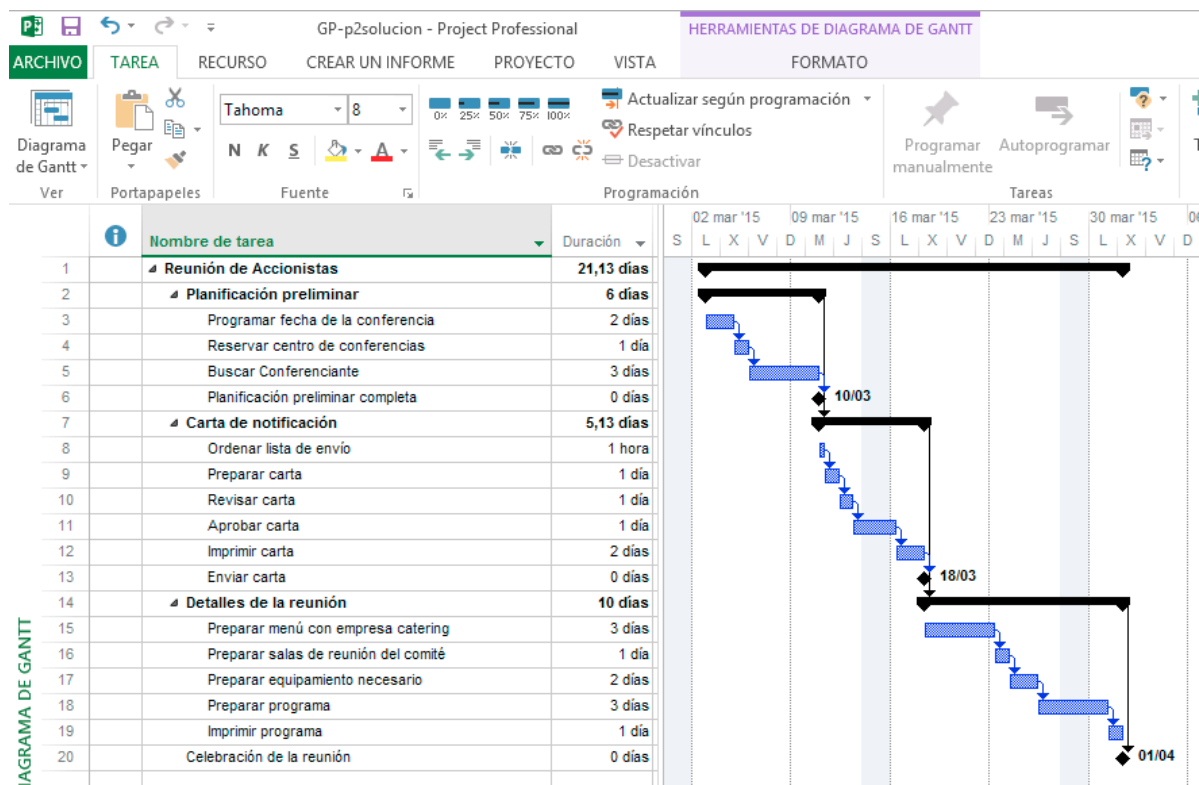 GP-p2solucion - Project Professional
HERRAMIENTAS DE DIAGRAMA DE GANTT
ARCHIVO TAREA RECURSO CREAR UN INFORME PROYECTO VISTA FORMATO
Diagrama de Gantt
Ver
Pegar
Portapapeles
Tahoma 8
N K S A
Fuente
0% 25% 50% 75% 100%
Actualizar según programación
Respetar vínculos
Desactivar
Programación
Programar manualmente
Autoprogramar
Tareas
Nombre de tarea Duración
02 mar '15 09 mar '15 16 mar '15 23 mar '15 30 mar '15 06
S L X V D M J S L X V D M J S L X V D
1 Reunión de Accionistas 21,13 días
2 Planificación preliminar 6 días
3 Programar fecha de la conferencia 2 días
4 Reservar centro de conferencias 1 día
5 Buscar Conferenciante 3 días
6 Planificación preliminar completa 0 días 10/03
7 Carta de notificación 5,13 días
8 Ordenar lista de envío 1 hora
9 Preparar carta 1 día
10 Revisar carta 1 día
11 Aprobar carta 1 día
12 Imprimir carta 2 días
13 Enviar carta 0 días 18/03
14 Detalles de la reunión 10 días
15 Preparar menú con empresa catering 3 días
16 Preparar salas de reunión del comité 1 día
17 Preparar equipamiento necesario 2 días
18 Preparar programa 3 días
19 Imprimir programa 1 día
20 Celebración de la reunión 0 días 01/04
IAGRAMA DE GANTT